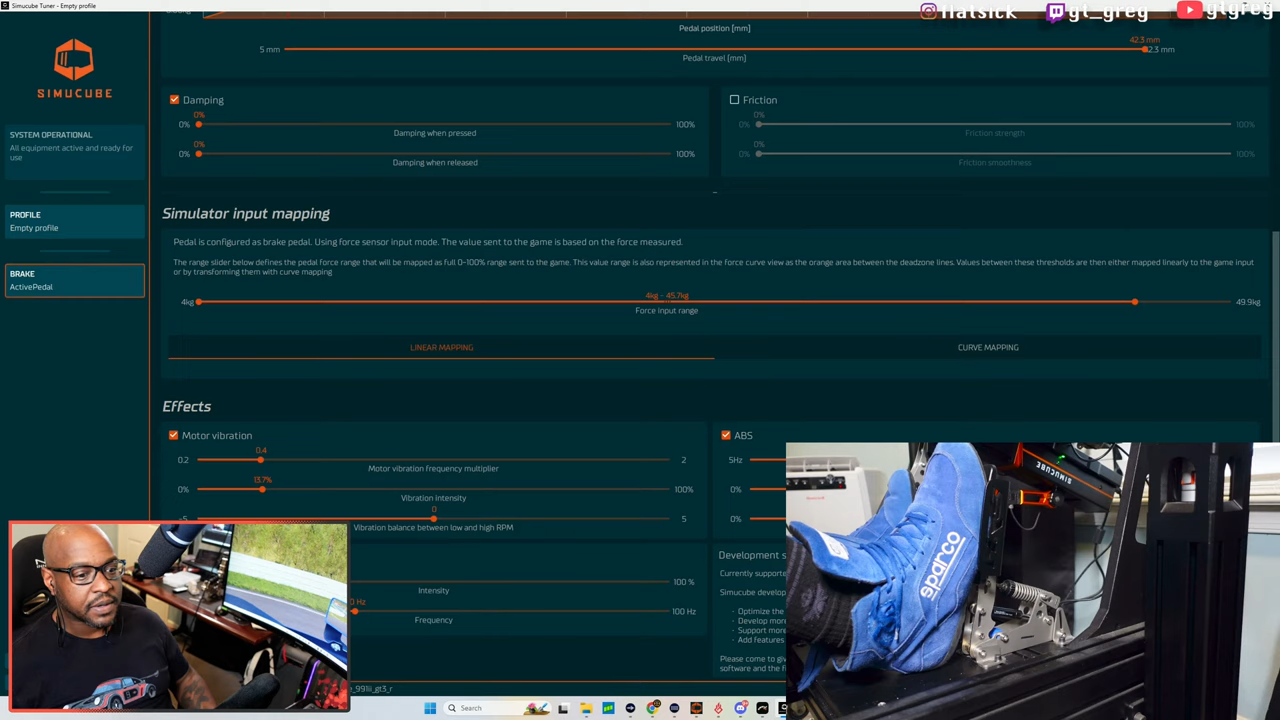 Simucube Tuner - Empty profile
flatsick gt_greg gtgreg
Pedal position [mm]
42.3 mm
5 mm
Pedal travel [mm]
SIMUCUBE
SYSTEM OPERATIONAL
All equipment active and ready for
use
PROFILE
Empty profile
BRAKE
ActivePedal
Damping
0%
0% 100%
Damping when pressed
0%
0% 100%
Damping when released
Friction
0%
0% 100%
Friction strength
0%
0% 100%
Friction smoothness
Simulator input mapping
Pedal is configured as brake pedal. Using force sensor input mode. The value sent to the game is based on the force measured.
The range slider below defines the pedal force range that will be mapped as full 0-100% range sent to the game. This value range is also represented in the force curve view as the orange area between the deadzone lines. Values between these thresholds are then either mapped linearly to the game input
or by transforming them with curve mapping
4kg - 45.7kg
4kg 49.9kg
Force input range
LINEAR MAPPING CURVE MAPPING
Effects
Motor vibration
0.4
0.2 2
Motor vibration frequency multiplier
13.7%
0% 100%
Vibration intensity
0
-5 5
Vibration balance between low and high RPM
100 %
Intensity
0 Hz
100 Hz
Frequency
ABS
5Hz
0%
0%
Development s
Currently supporte
Simucube develop
- Optimize the
- Develop more
- Support more
- Add features
Please come to giv
software and the f
_991ii_gt3_r
Search
SIMUCUBE
sparco